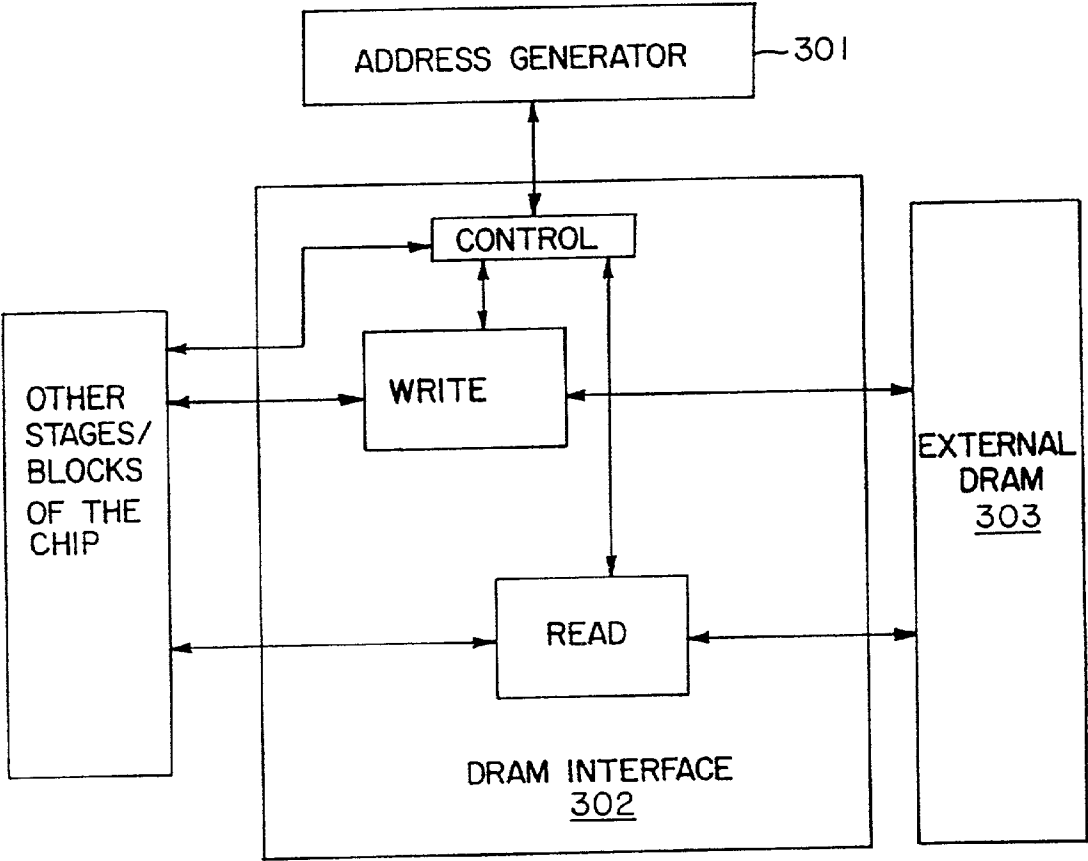 ADDRESS GENERATOR
301
CONTROL
WRITE
OTHER
STAGES/
BLOCKS
OF THE
CHIP
EXTERNAL
DRAM
303
READ
DRAM INTERFACE
302